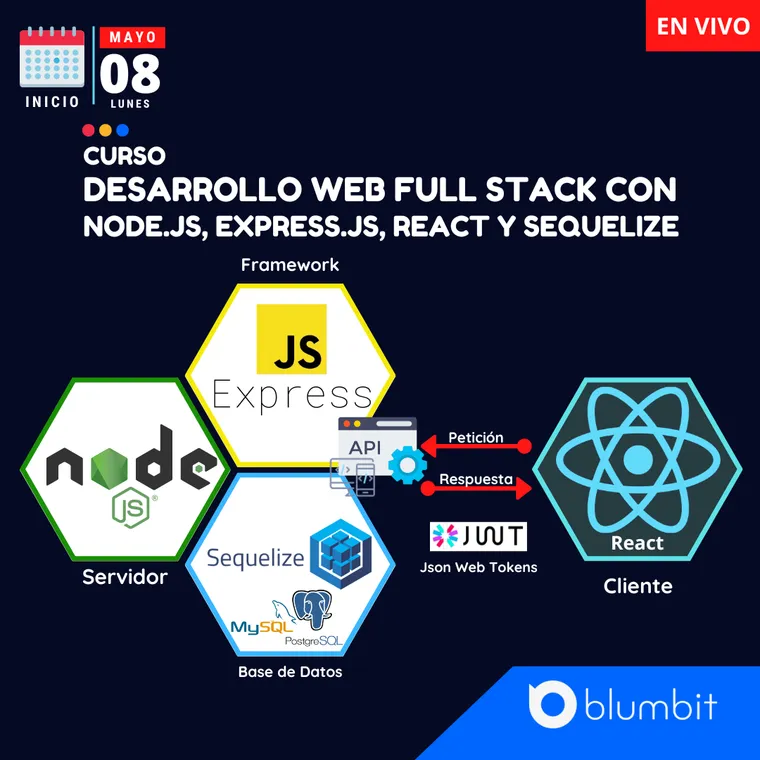 EN VIVO
MAYO
08
INICIO
LUNES
CURSO
DESARROLLO WEB FULL STACK CON
NODE.JS, EXPRESS.JS, REACT Y SEQUELIZE
Framework
JS
Express
API
Petición
Respuesta
node
JS
®
Servidor
Sequelize
MySQL
PostgreSQL
Base de Datos
JWT
Json Web Tokens
React
Cliente
blumbit